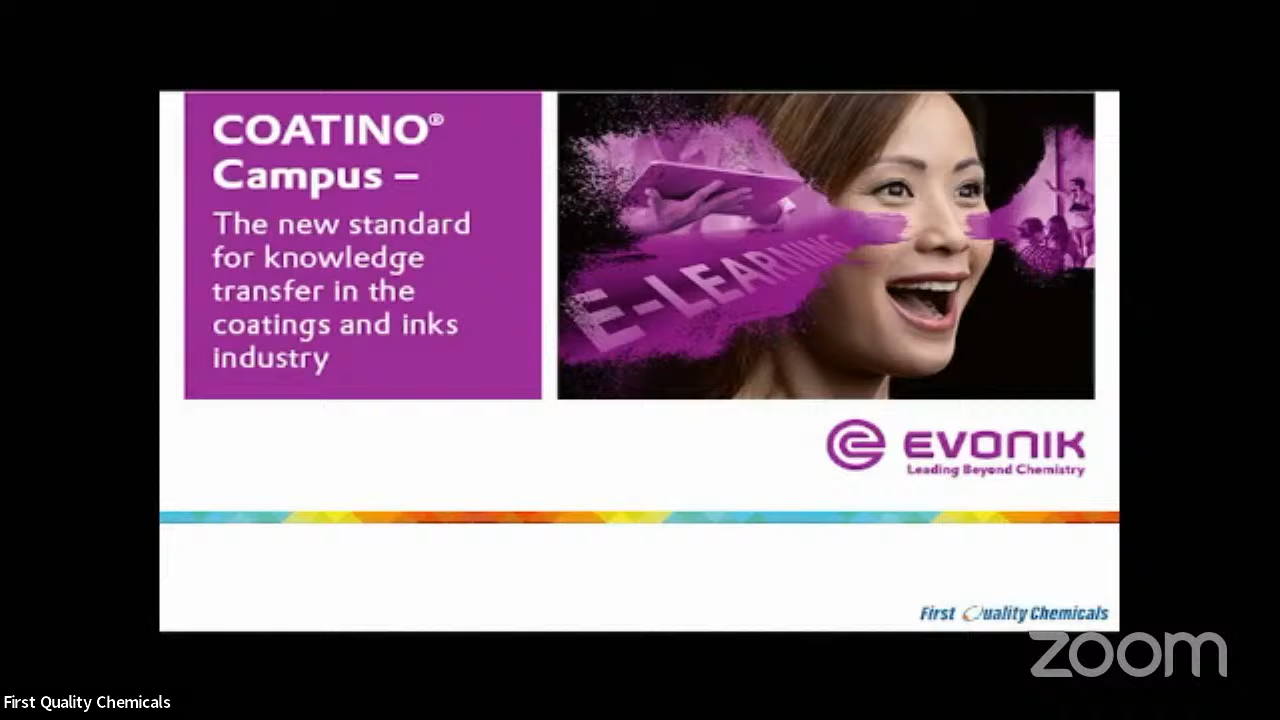 COATINO®
Campus –
The new standard
for knowledge
transfer in the
coatings and inks
industry
E-LEARNING
EVONIK
Leading Beyond Chemistry
First Quality Chemicals
zoom
First Quality Chemicals